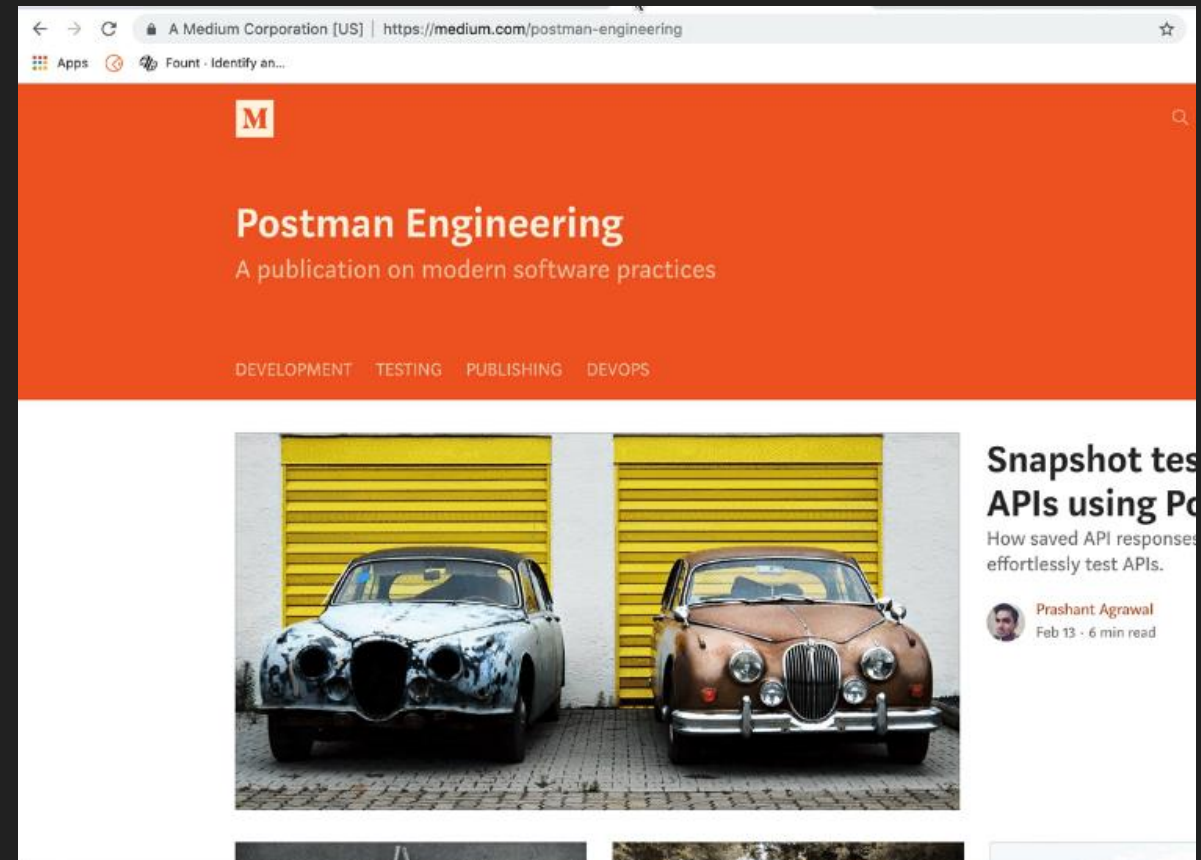 A Medium Corporation [US] | https://medium.com/postman-engineering
Apps Fount - Identify an...
M
Postman Engineering
A publication on modern software practices
DEVELOPMENT TESTING PUBLISHING DEVOPS
Snapshot tes
APIs using Po
How saved API responses
effortlessly test APIs.
Prashant Agrawal
Feb 13 · 6 min read